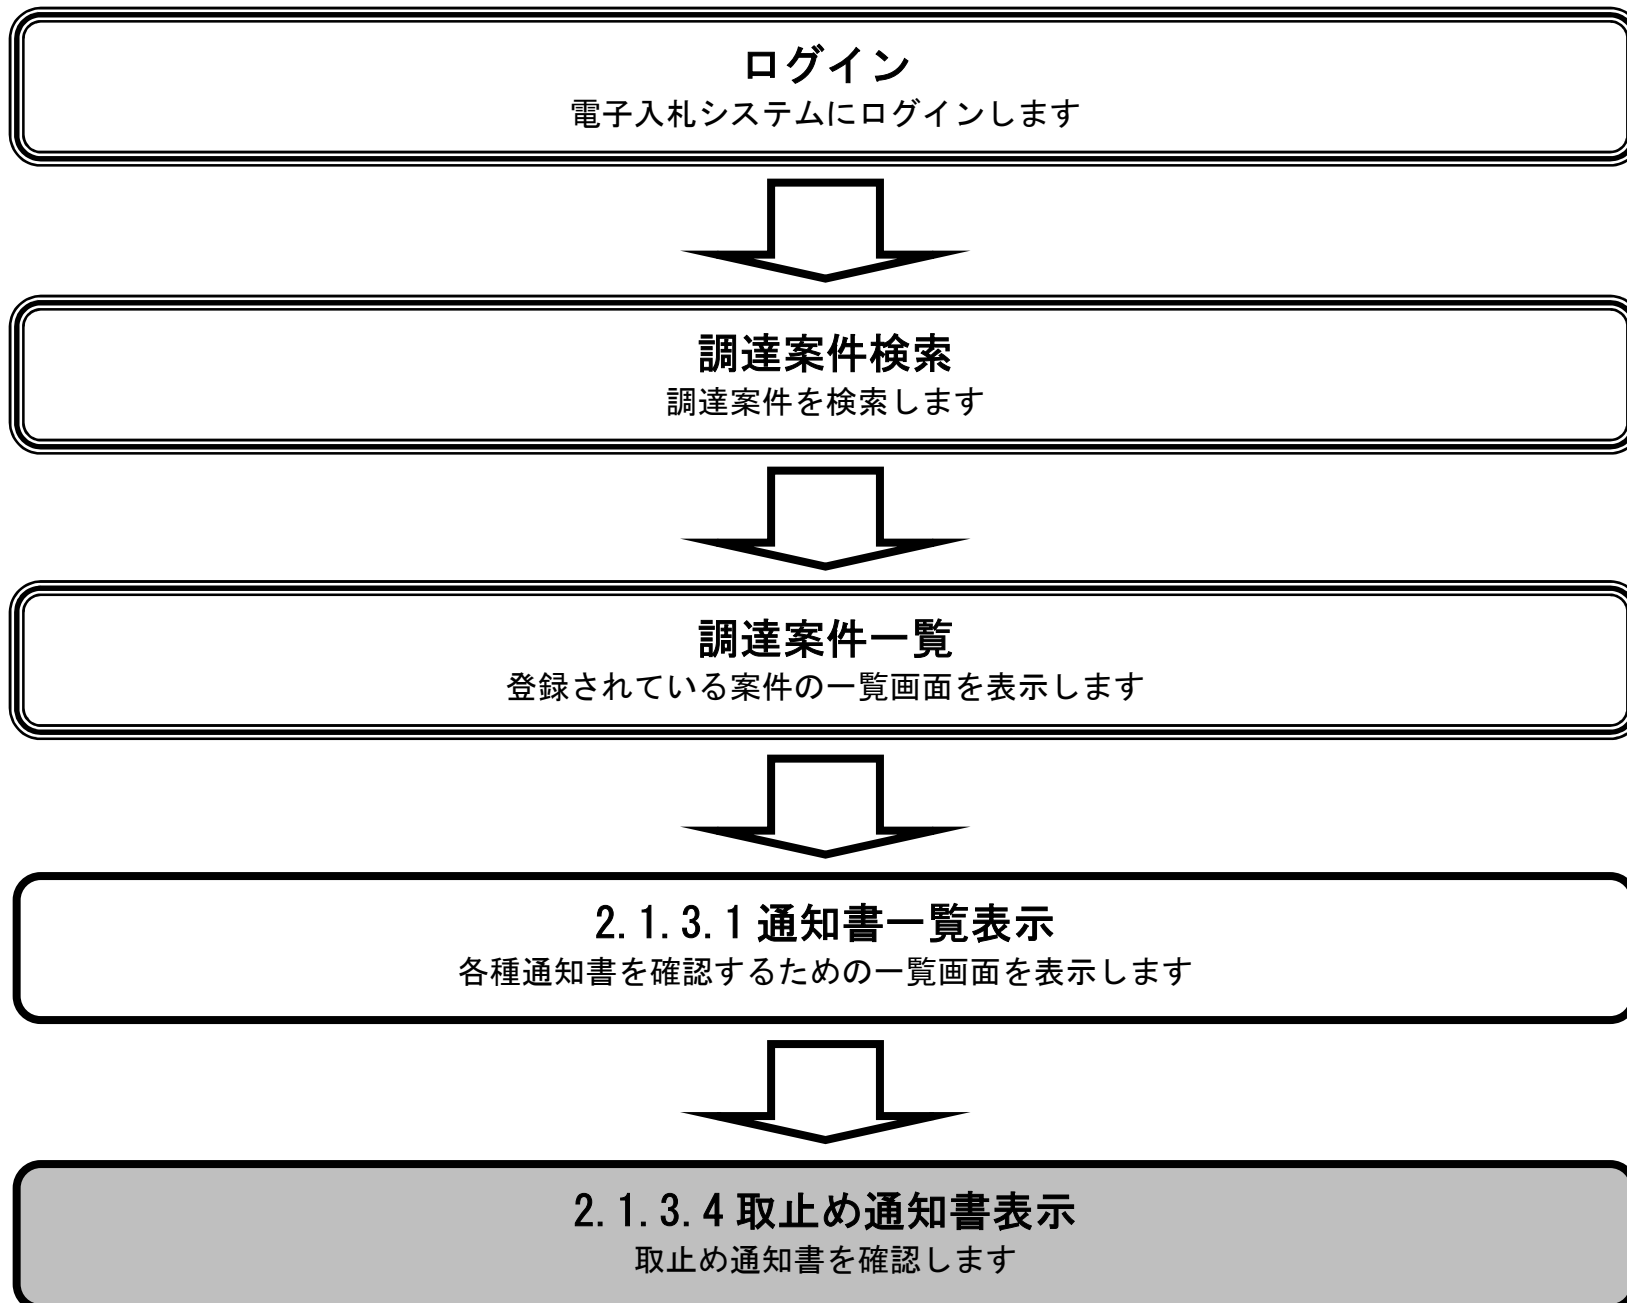 ログイン
電子入札システムにログインします
調達案件検索
調達案件を検索します
調達案件一覧
登録されている案件の一覧画面を表示します
2.1.3.1 通知書一覧表示
各種通知書を確認するための一覧画面を表示します
2.1.3.4 取止め通知書表示
取止め通知書を確認します